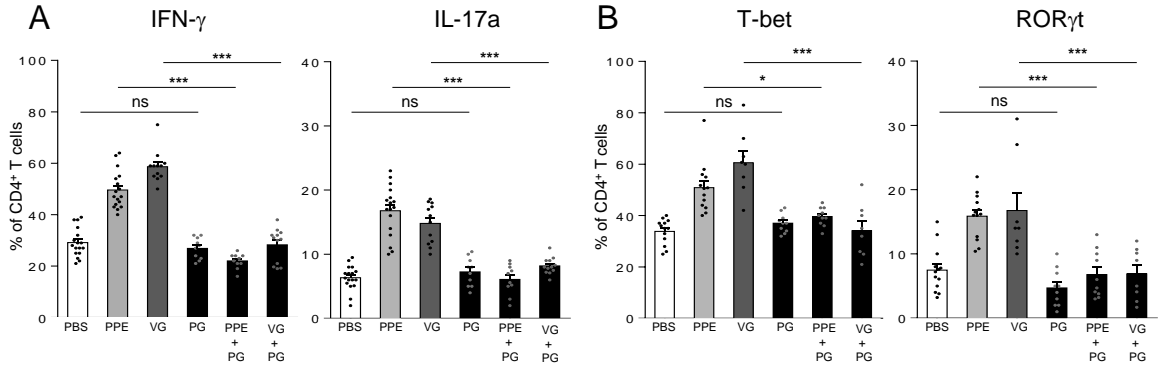 A
IFN-γ
IL-17a
B
T-bet
RORγt
% of CD4⁺ T cells
100
80
60
40
20
0
***
***
ns
PBS PPE VG PG PPE VG
+ +
PG PG
40
30
20
10
0
***
***
ns
PBS PPE VG PG PPE VG
+ +
PG PG
% of CD4⁺ T cells
100
80
60
40
20
0
***
*
ns
PBS PPE VG PG PPE VG
+ +
PG PG
40
30
20
10
0
***
***
ns
PBS PPE VG PG PPE VG
+ +
PG PG